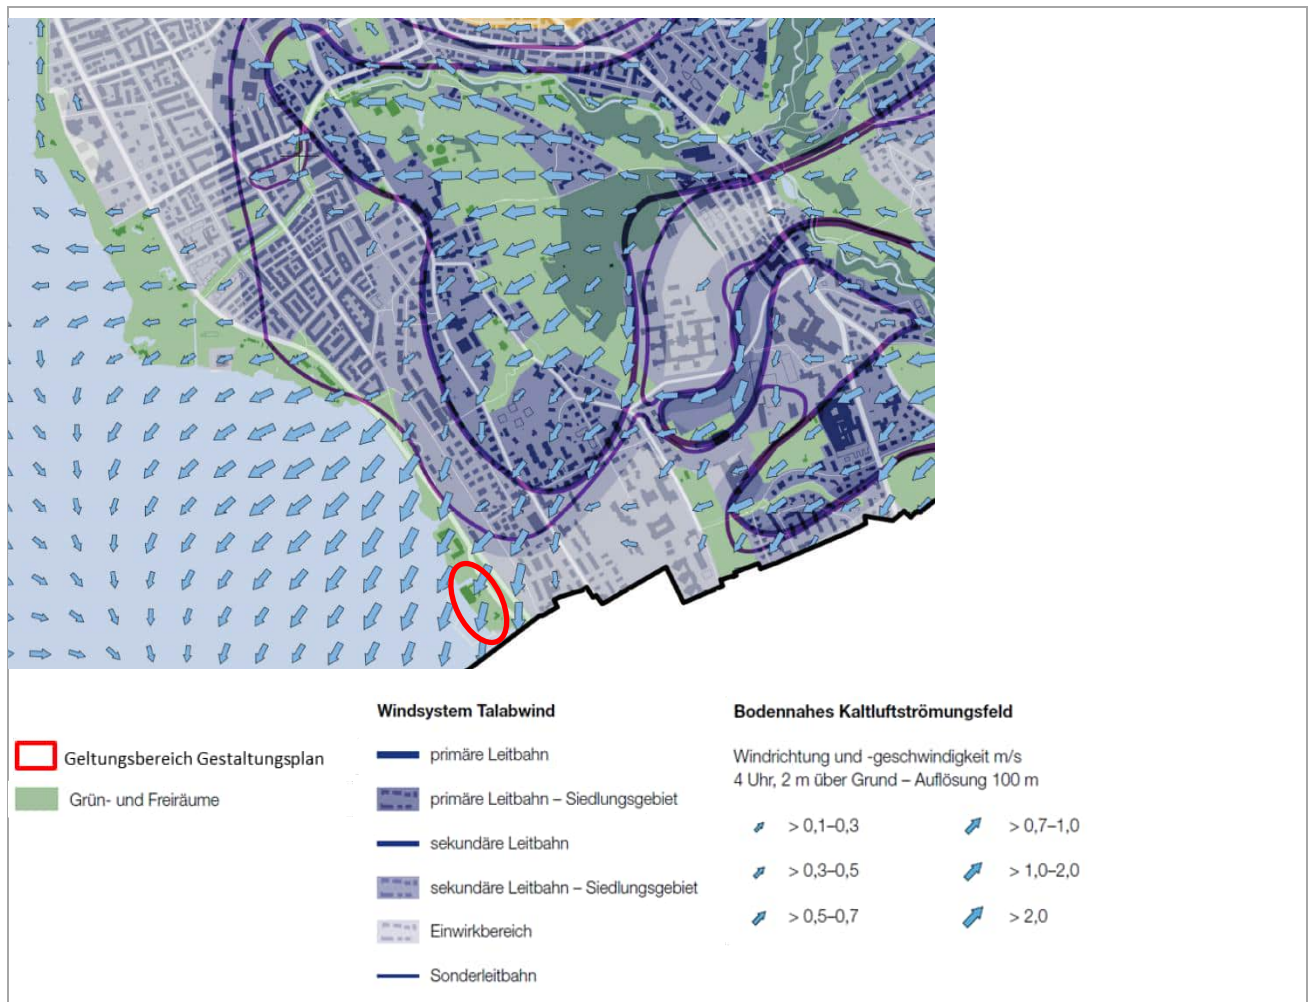 Geltungsbereich Gestaltungsplan
Grün- und Freiräume
Windsystem Talabwind
primäre Leitbahn
primäre Leitbahn – Siedlungsgebiet
sekundäre Leitbahn
sekundäre Leitbahn – Siedlungsgebiet
Einwirkbereich
Sonderleitbahn
Bodennahes Kaltluftströmungsfeld
Windrichtung und -geschwindigkeit m/s
4 Uhr, 2 m über Grund – Auflösung 100 m
> 0,1–0,3
> 0,3–0,5
> 0,5–0,7
> 0,7–1,0
> 1,0–2,0
> 2,0